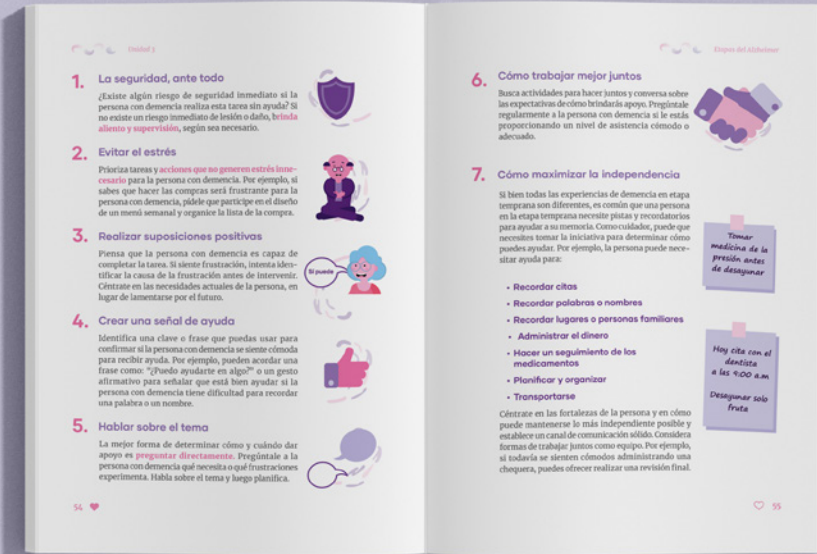 Unidad 3
1. La seguridad, ante todo
¿Existe algún riesgo de seguridad inmediato si la
persona con demencia realiza esta tarea sin ayuda? Si
no existe un riesgo inmediato de lesión o daño, brinda
aliento y supervisión, según sea necesario.
2. Evitar el estrés
Prioriza tareas y acciones que no generen estrés inne-
cesario para la persona con demencia. Por ejemplo, si
sabes que hacer las compras será frustrante para la
persona con demencia, pídele que participe en el diseño
de un menú semanal y organice la lista de la compra.
3. Realizar suposiciones positivas
Piensa que la persona con demencia es capaz de
completar la tarea. Si siente frustración, intenta iden-
tificar la causa de la frustración antes de intervenir.
Céntrate en las necesidades actuales de la persona, en
lugar de lamentarse por el futuro.
Sí puede
4. Crear una señal de ayuda
Identifica una clave o frase que puedas usar para
confirmar si la persona con demencia se siente cómoda
para recibir ayuda. Por ejemplo, pueden acordar una
frase como: “¿Puedo ayudarte en algo?” o un gesto
afirmativo para señalar que está bien ayudar si la
persona con demencia tiene dificultad para recordar
una palabra o un nombre.
5. Hablar sobre el tema
La mejor forma de determinar cómo y cuándo dar
apoyo es preguntar directamente. Pregúntale a la
persona con demencia qué necesita o qué frustraciones
experimenta. Habla sobre el tema y luego planifica.
54
Etapas del Alzheimer
6. Cómo trabajar mejor juntos
Busca actividades para hacer juntos y conversa sobre
las expectativas de cómo brindarás apoyo. Pregúntale
regularmente a la persona con demencia si le estás
proporcionando un nivel de asistencia cómodo o
adecuado.
7. Cómo maximizar la independencia
Si bien todas las experiencias de demencia en etapa
temprana son diferentes, es común que una persona
en la etapa temprana necesite pistas y recordatorios
para ayudar a su memoria. Como cuidador, puede que
necesites tomar la iniciativa para determinar cómo
puedes ayudar. Por ejemplo, la persona puede nece-
sitar ayuda para:
• Recordar citas
• Recordar palabras o nombres
• Recordar lugares o personas familiares
• Administrar el dinero
• Hacer un seguimiento de los
medicamentos
• Planificar y organizar
• Transportarse
Céntrate en las fortalezas de la persona y en cómo
puede mantenerse lo más independiente posible y
establece un canal de comunicación sólido. Considera
formas de trabajar juntos como equipo. Por ejemplo,
si todavía se sienten cómodos administrando una
chequera, puedes ofrecer realizar una revisión final.
Tomar
medicina de la
presión antes
de desayunar
Hoy cita con el
dentista
a las 9:00 a.m
Desayunar solo
fruta
55